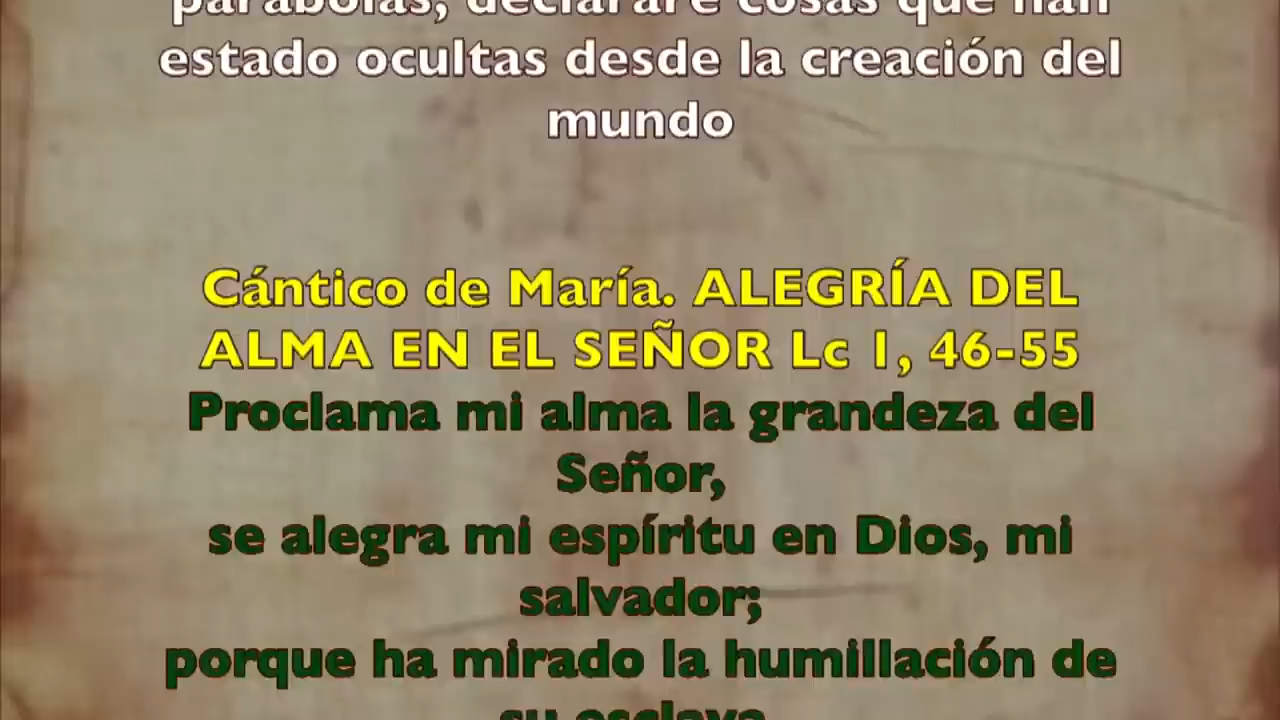 parábolas, declararé cosas que han
estado ocultas desde la creación del
mundo
Cántico de María. ALEGRÍA DEL
ALMA EN EL SEÑOR Lc 1, 46-55
Proclama mi alma la grandeza del
Señor,
se alegra mi espíritu en Dios, mi
salvador;
porque ha mirado la humillación de
su esclava